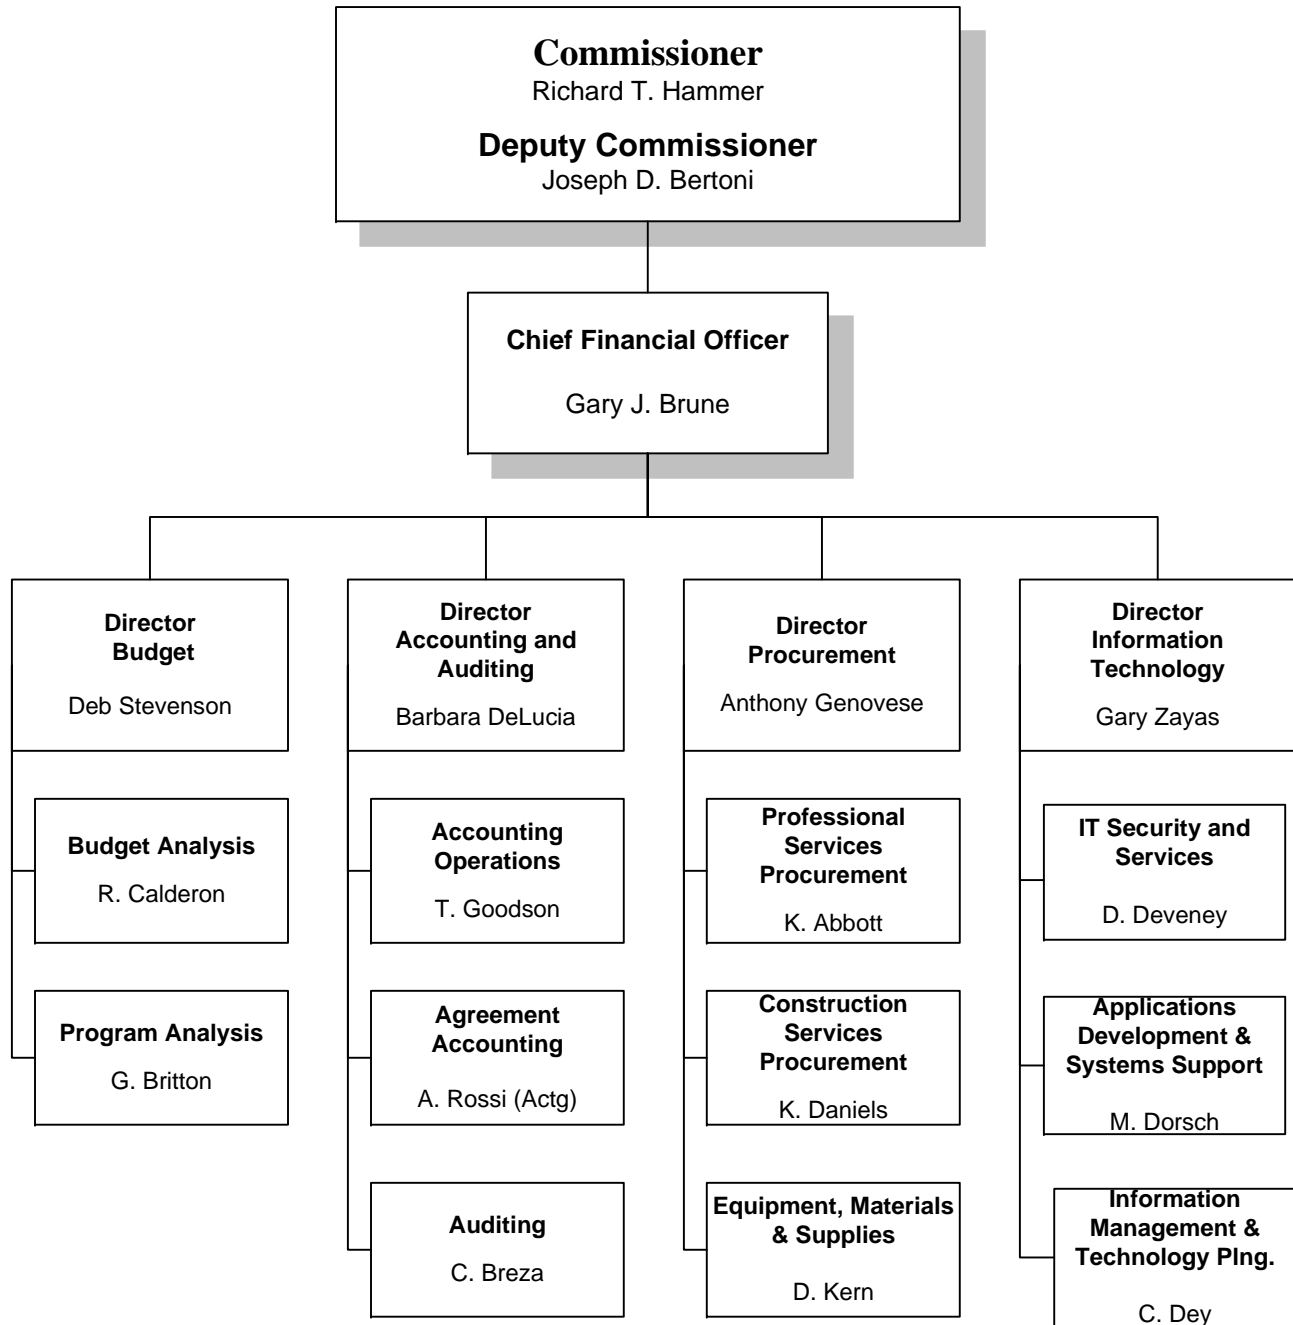 Commissioner
Richard T. Hammer
Deputy Commissioner
Joseph D. Bertoni
Chief Financial Officer
Gary J. Brune
Director
Budget
Deb Stevenson
Director
Accounting and
Auditing
Barbara DeLucia
Director
Procurement
Anthony Genovese
Director
Information
Technology
Gary Zayas
Budget Analysis
R. Calderon
Program Analysis
G. Britton
Accounting
Operations
T. Goodson
Agreement
Accounting
A. Rossi (Actg)
Auditing
C. Breza
Professional
Services
Procurement
K. Abbott
Construction
Services
Procurement
K. Daniels
Equipment, Materials
& Supplies
D. Kern
IT Security and
Services
D. Deveney
Applications
Development &
Systems Support
M. Dorsch
Information
Management &
Technology Plng.
C. Dey